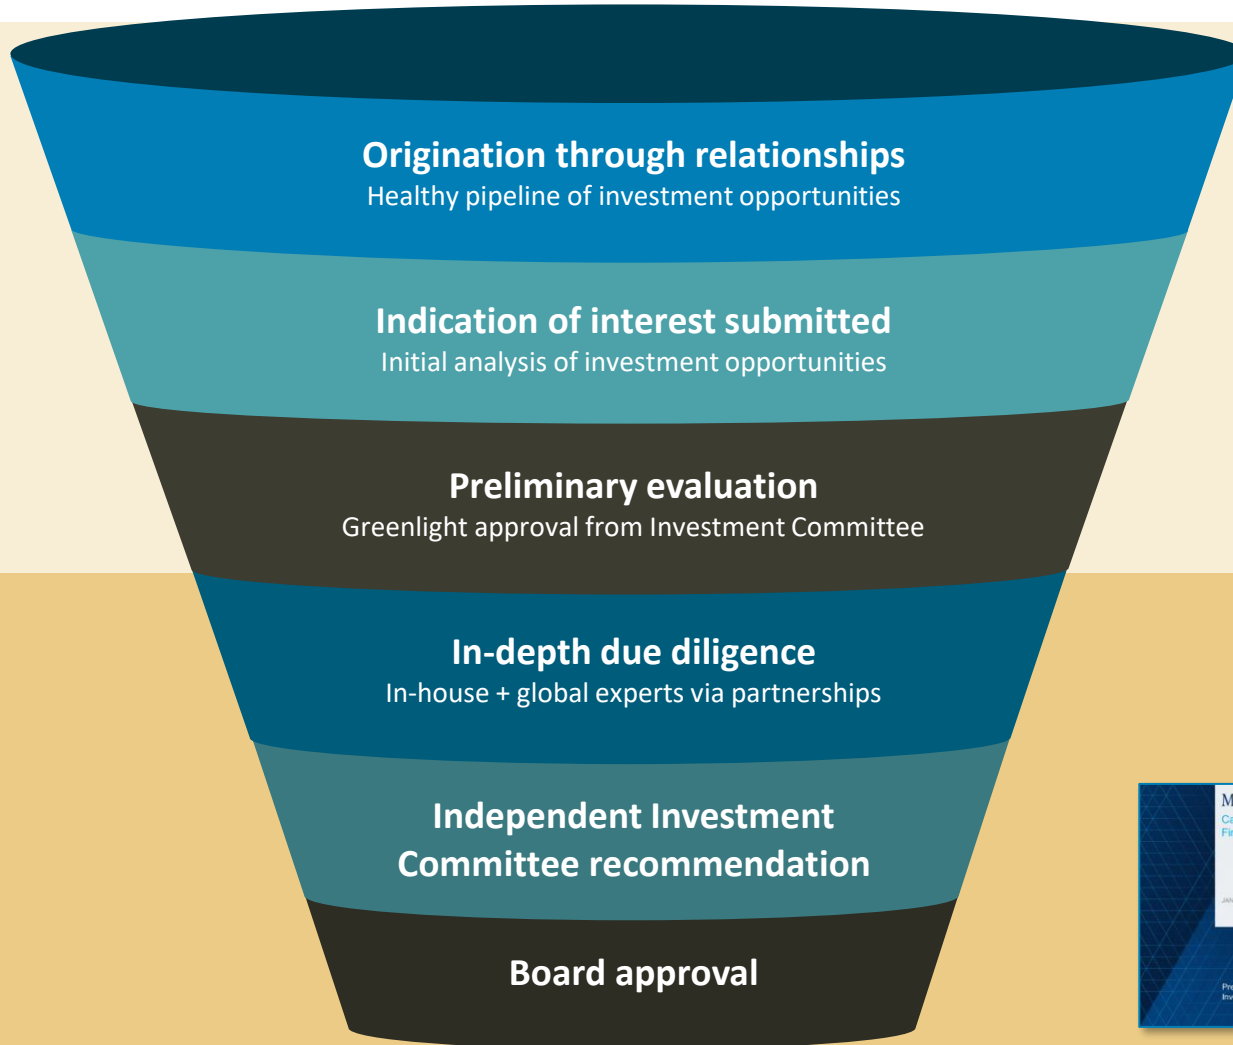 Origination through relationships
Healthy pipeline of investment opportunities
Indication of interest submitted
Initial analysis of investment opportunities
Preliminary evaluation
Greenlight approval from Investment Committee
In-depth due diligence
In-house + global experts via partnerships
Independent Investment
Committee recommendation
Board approval